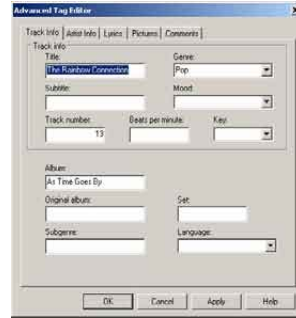 Advanced Tag Editor
Track Info Artist Info Lyrics Pictures Comments
Track info
Title: Genre:
The Rainbow Connection Pop
Subtitle: Mood:
Track number: Beats per minute: Key:
13
Album:
As Time Goes By
Original album: Set:
Subgenre: Language:
OK Cancel Apply Help